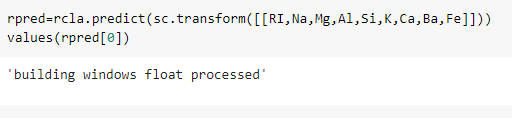 rpred=rcla.predict(sc.transform([[RI,Na,Mg,Al,Si,K,Ca,Ba,Fe]]))
values(rpred[0])
'building windows float processed'